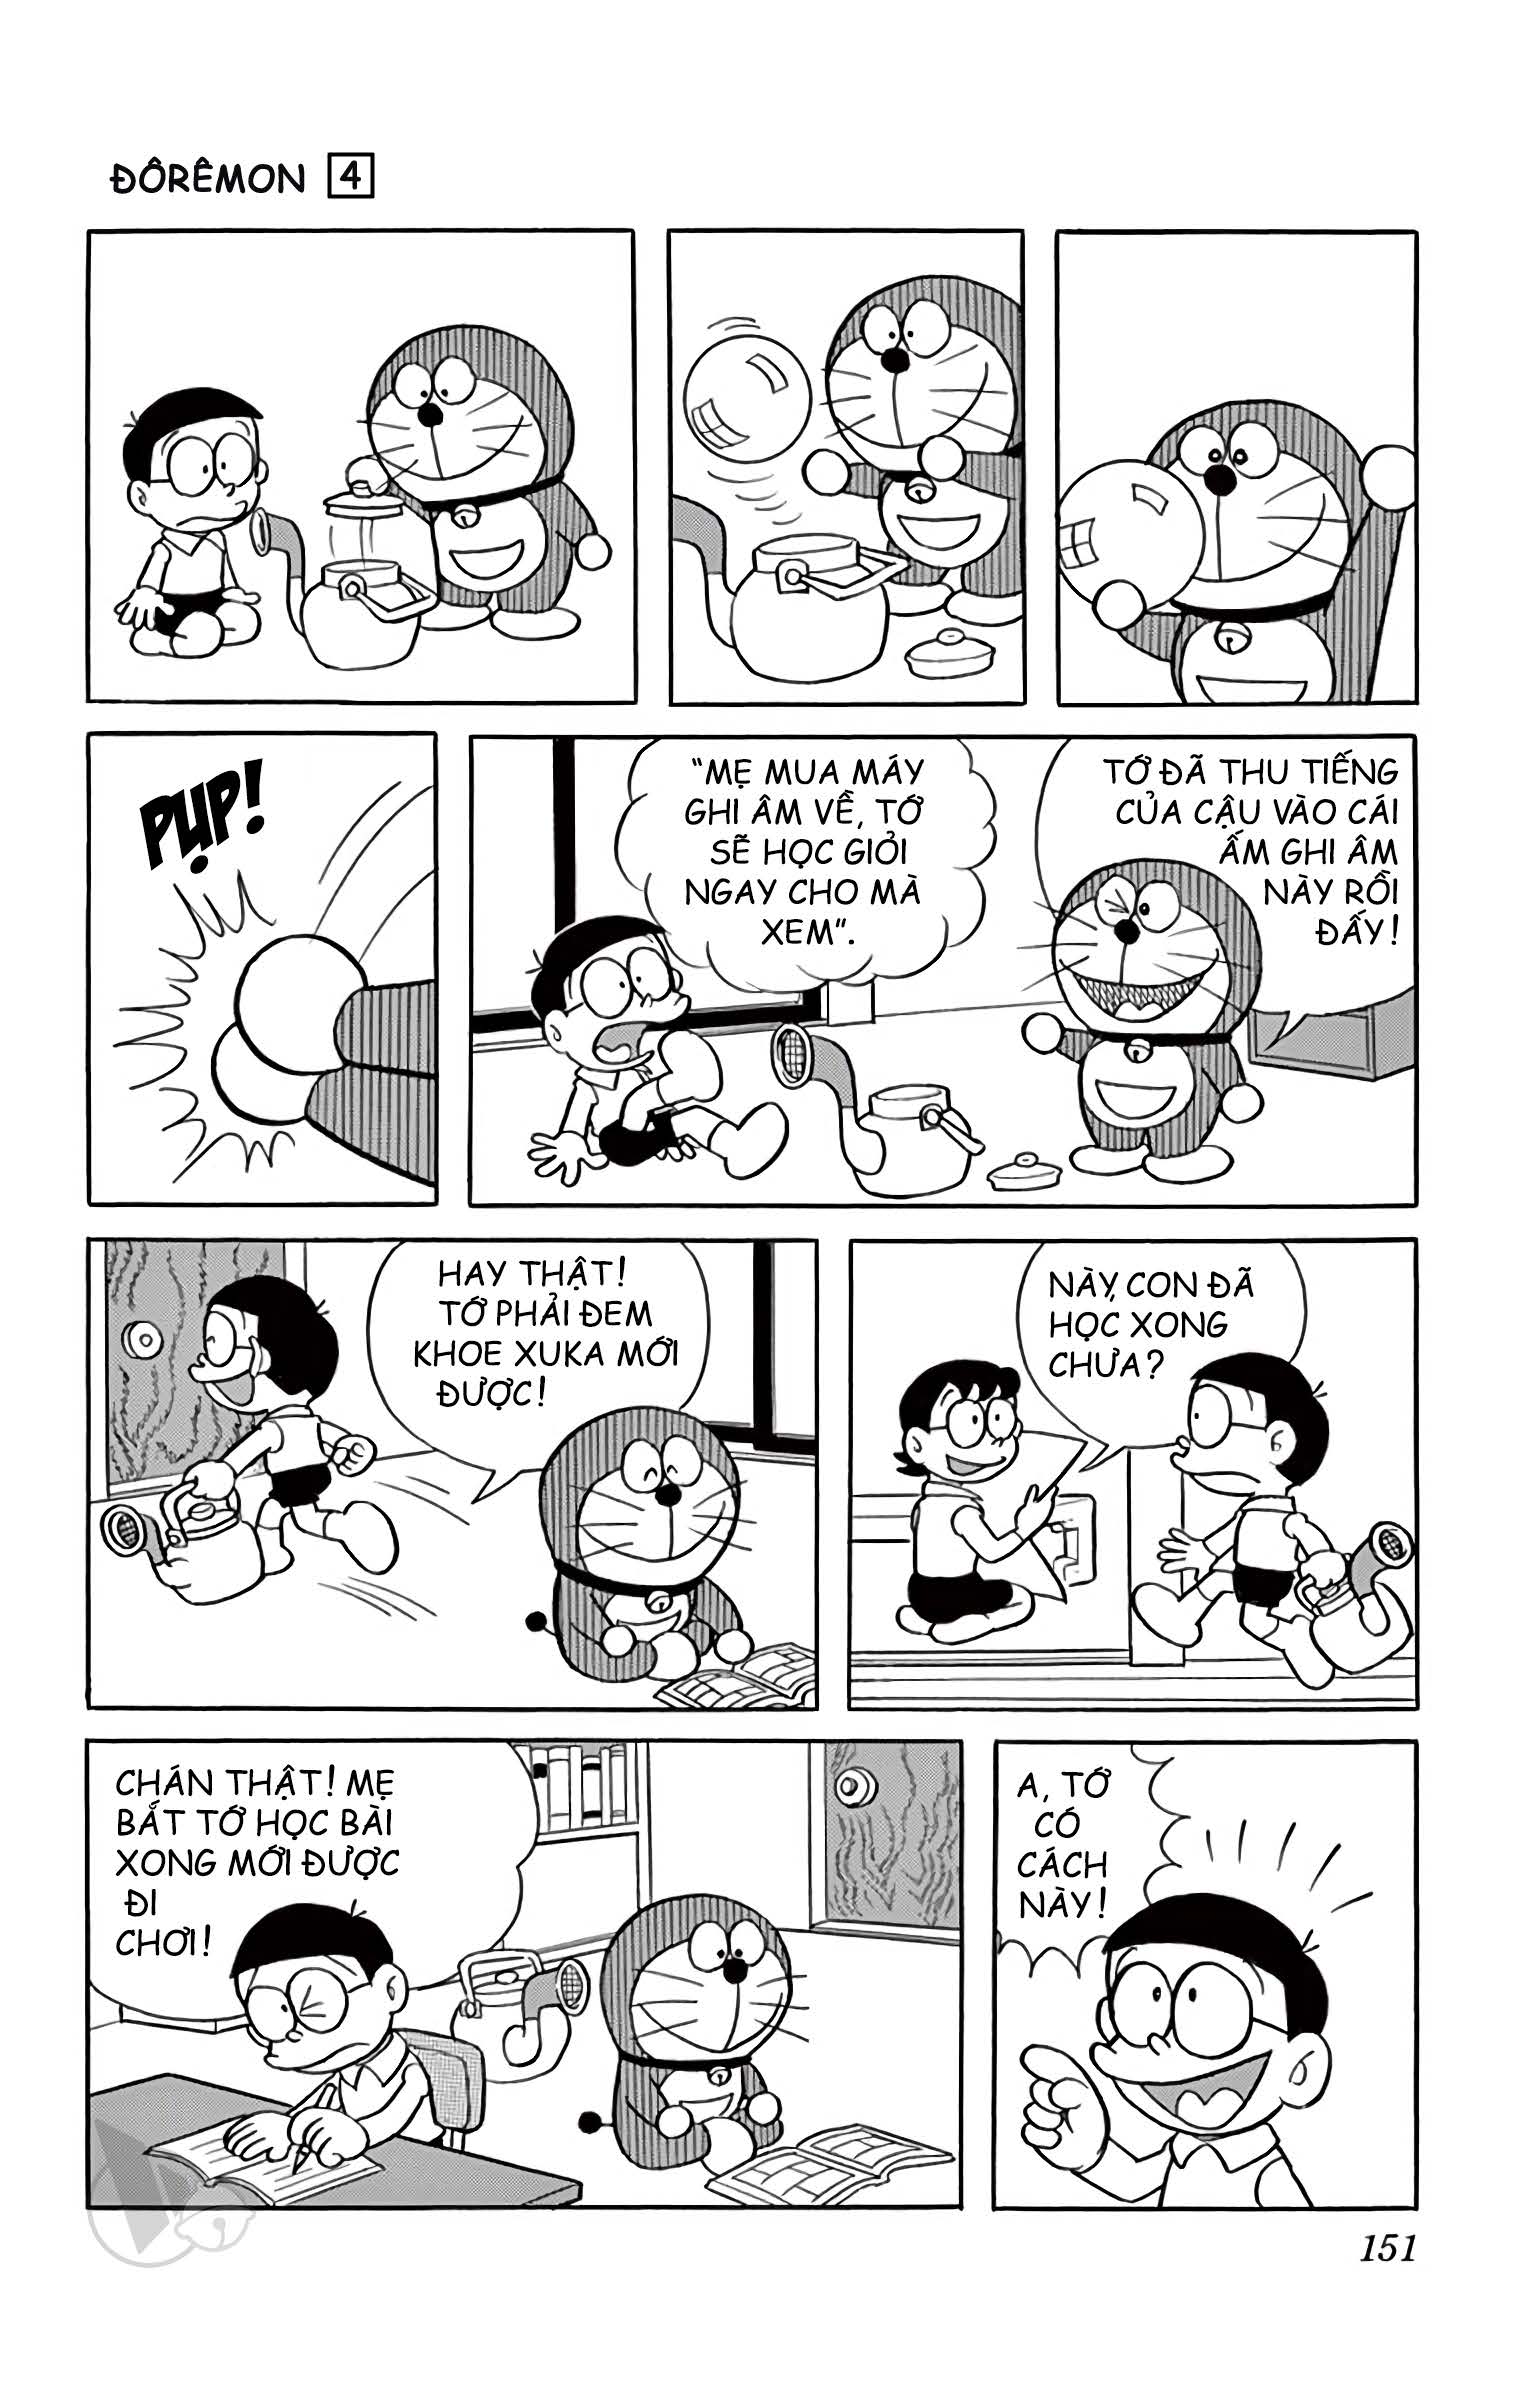 ĐÔRÊMON 4
PỤP!
“MẸ MUA MÁY
GHI ÂM VỀ, TỚ
SẼ HỌC GIỎI
NGAY CHO MÀ
XEM”.
TỚ ĐÃ THU TIẾNG
CỦA CẬU VÀO CÁI
ẤM GHI ÂM
NÀY RỒI
ĐẤY!
HAY THẬT!
TỚ PHẢI ĐEM
KHOE XUKA MỚI
ĐƯỢC!
NÀY, CON ĐÃ
HỌC XONG
CHƯA?
CHÁN THẬT! MẸ
BẮT TỚ HỌC BÀI
XONG MỚI ĐƯỢC
ĐI
CHƠI!
A, TỚ
CÓ
CÁCH
NÀY!
151